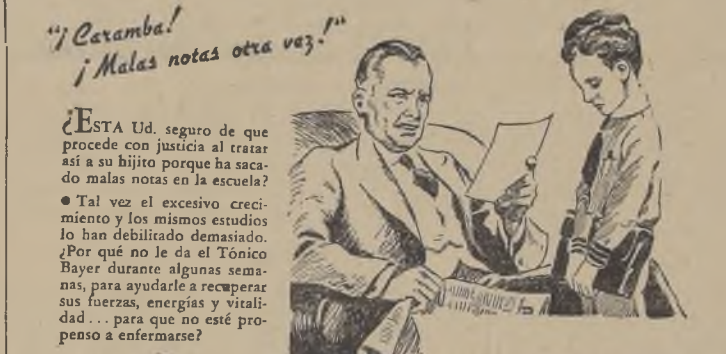 "¡Caramba!
¡Malas notas otra vez!"
¿ESTA Ud. seguro de que
procede con justicia al tratar
así a su hijito porque ha saca-
do malas notas en la escuela?
● Tal vez el excesivo creci-
miento y los mismos estudios
lo han debilitado demasiado.
¿Por qué no le da el Tónico
Bayer durante algunas sema-
nas, para ayudarle a recuperar
sus fuerzas, energías y vitali-
dad... para que no esté pro-
penso a enfermarse?